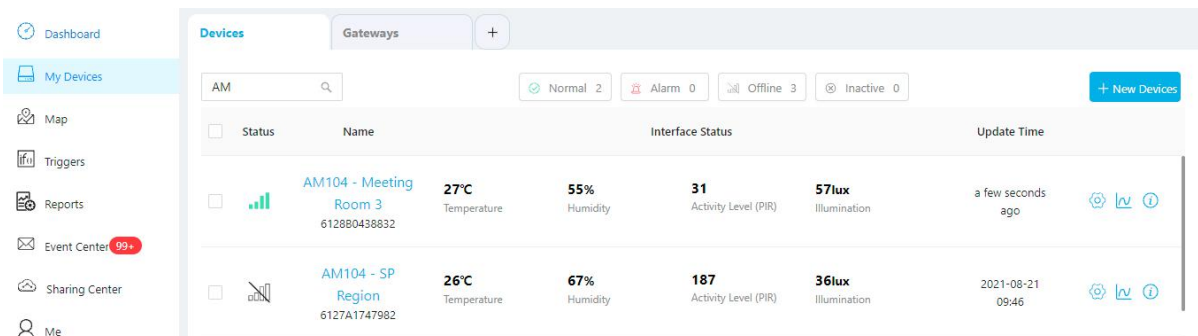 Dashboard
My Devices
Map
Triggers
Reports
Event Center 99+
Sharing Center
Me
Devices Gateways +
AM Normal 2 Alarm 0 Offline 3 Inactive 0 + New Devices
Status Name Interface Status Update Time
AM104 - Meeting
Room 3
6128B0438832
27℃ 55% 31 57lux
Temperature Humidity Activity Level (PIR) Illumination
a few seconds
ago
AM104 - SP
Region
6127A1747982
26℃ 67% 187 36lux
Temperature Humidity Activity Level (PIR) Illumination
2021-08-21
09:46